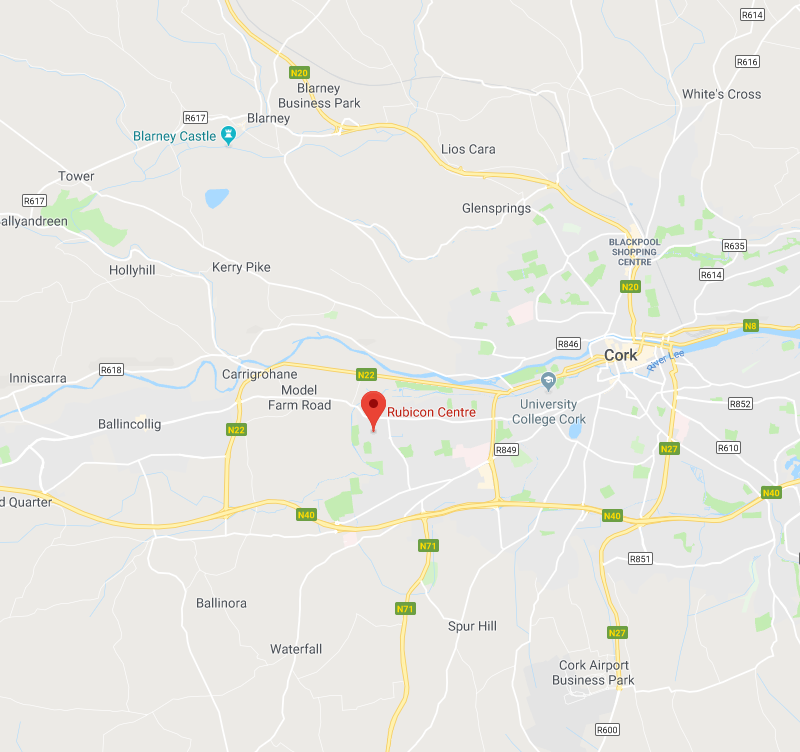 R614
R616
N20
Blarney
Business Park
White's Cross
R617
Blarney
Blarney Castle
Lios Cara
Tower
R617
Glensprings
allyandreen
BLACKPOOL
SHOPPING
CENTRE
R635
Hollyhill
Kerry Pike
R614
N20
N8
R846
Cork
River Lee
R618
Carrigrohane
N22
Inniscarra
Model
Farm Road
University
College Cork
R852
Rubicon Centre
Ballincollig
N22
R849
N27
R610
d Quarter
N40
N40
N40
N71
R851
Ballinora
N71
Spur Hill
N27
Waterfall
Cork Airport
Business Park
R600